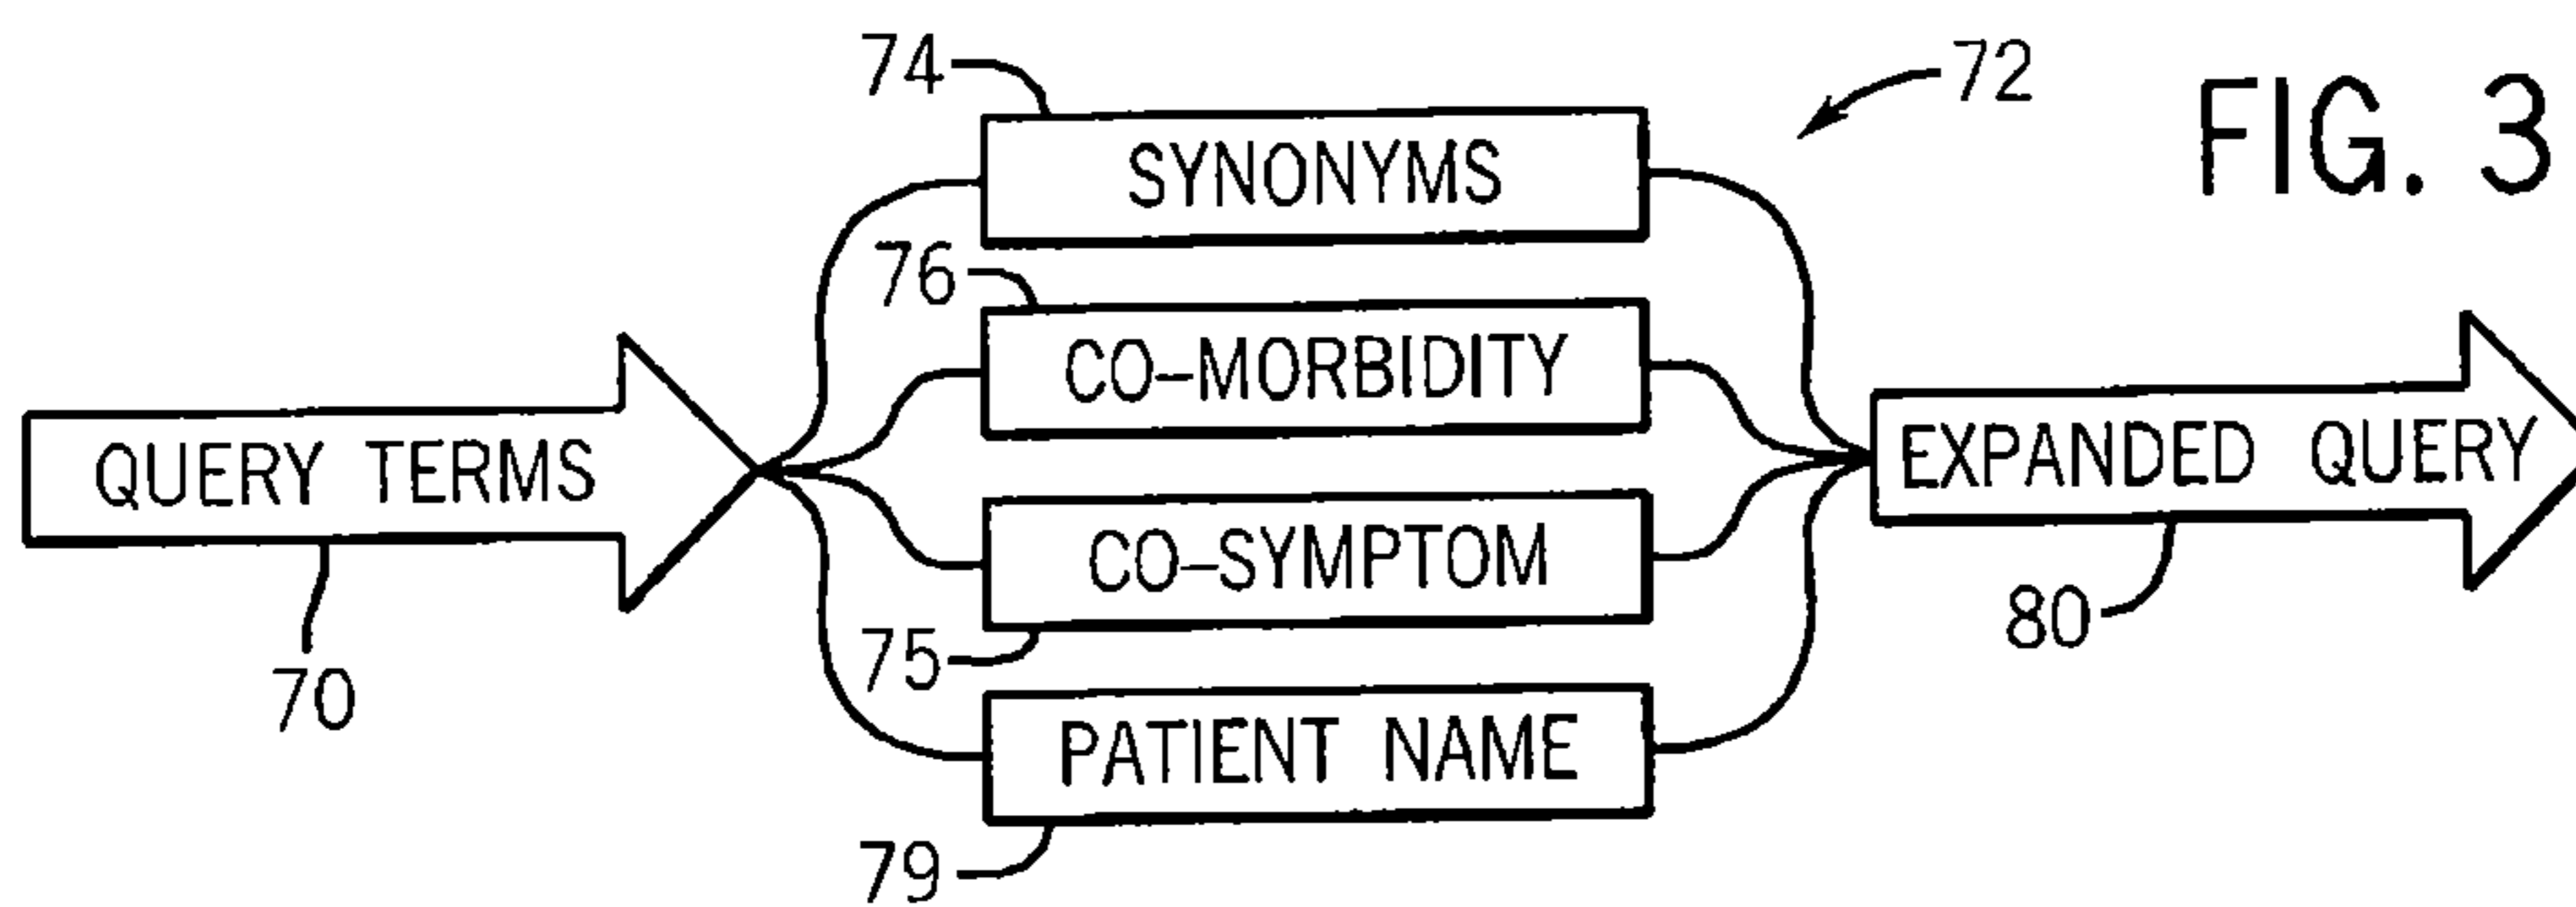 74
72
FIG. 3
SYNONYMS
76
CO-MORBIDITY
QUERY TERMS
EXPANDED QUERY
CO-SYMPTOM
75
80
70
PATIENT NAME
79